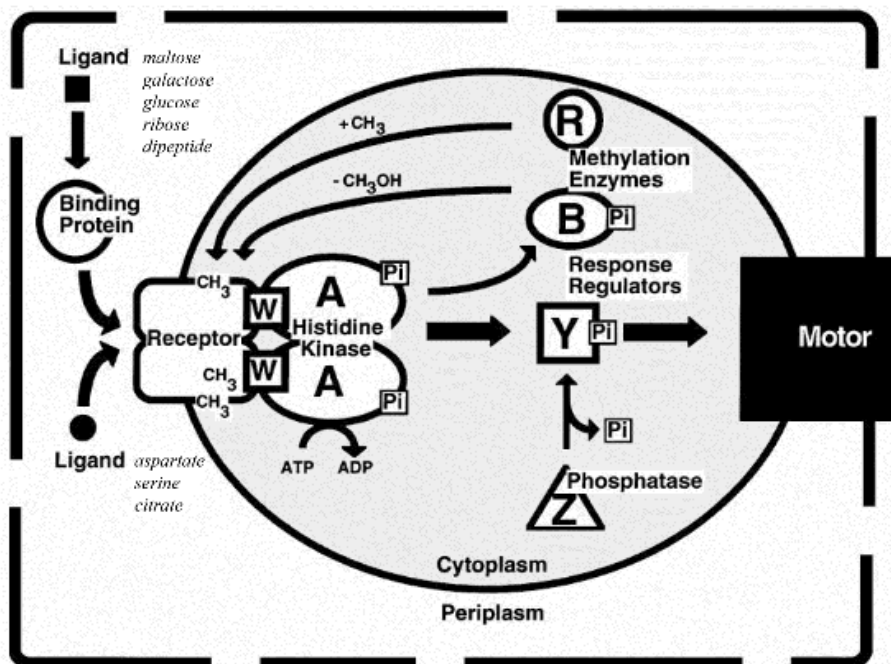 Ligand
maltose
galactose
glucose
ribose
dipeptide
Binding
Protein
+CH3
- CH3OH
R
Methylation
Enzymes
B
Pi
Response
Regulators
CH3
W
A
Pi
Receptor
Histidine
Kinase
Y
Pi
Motor
CH3
W
A
CH3
Pi
Pi
ATP
ADP
Ligand
aspartate
serine
citrate
Phosphatase
Z
Cytoplasm
Periplasm